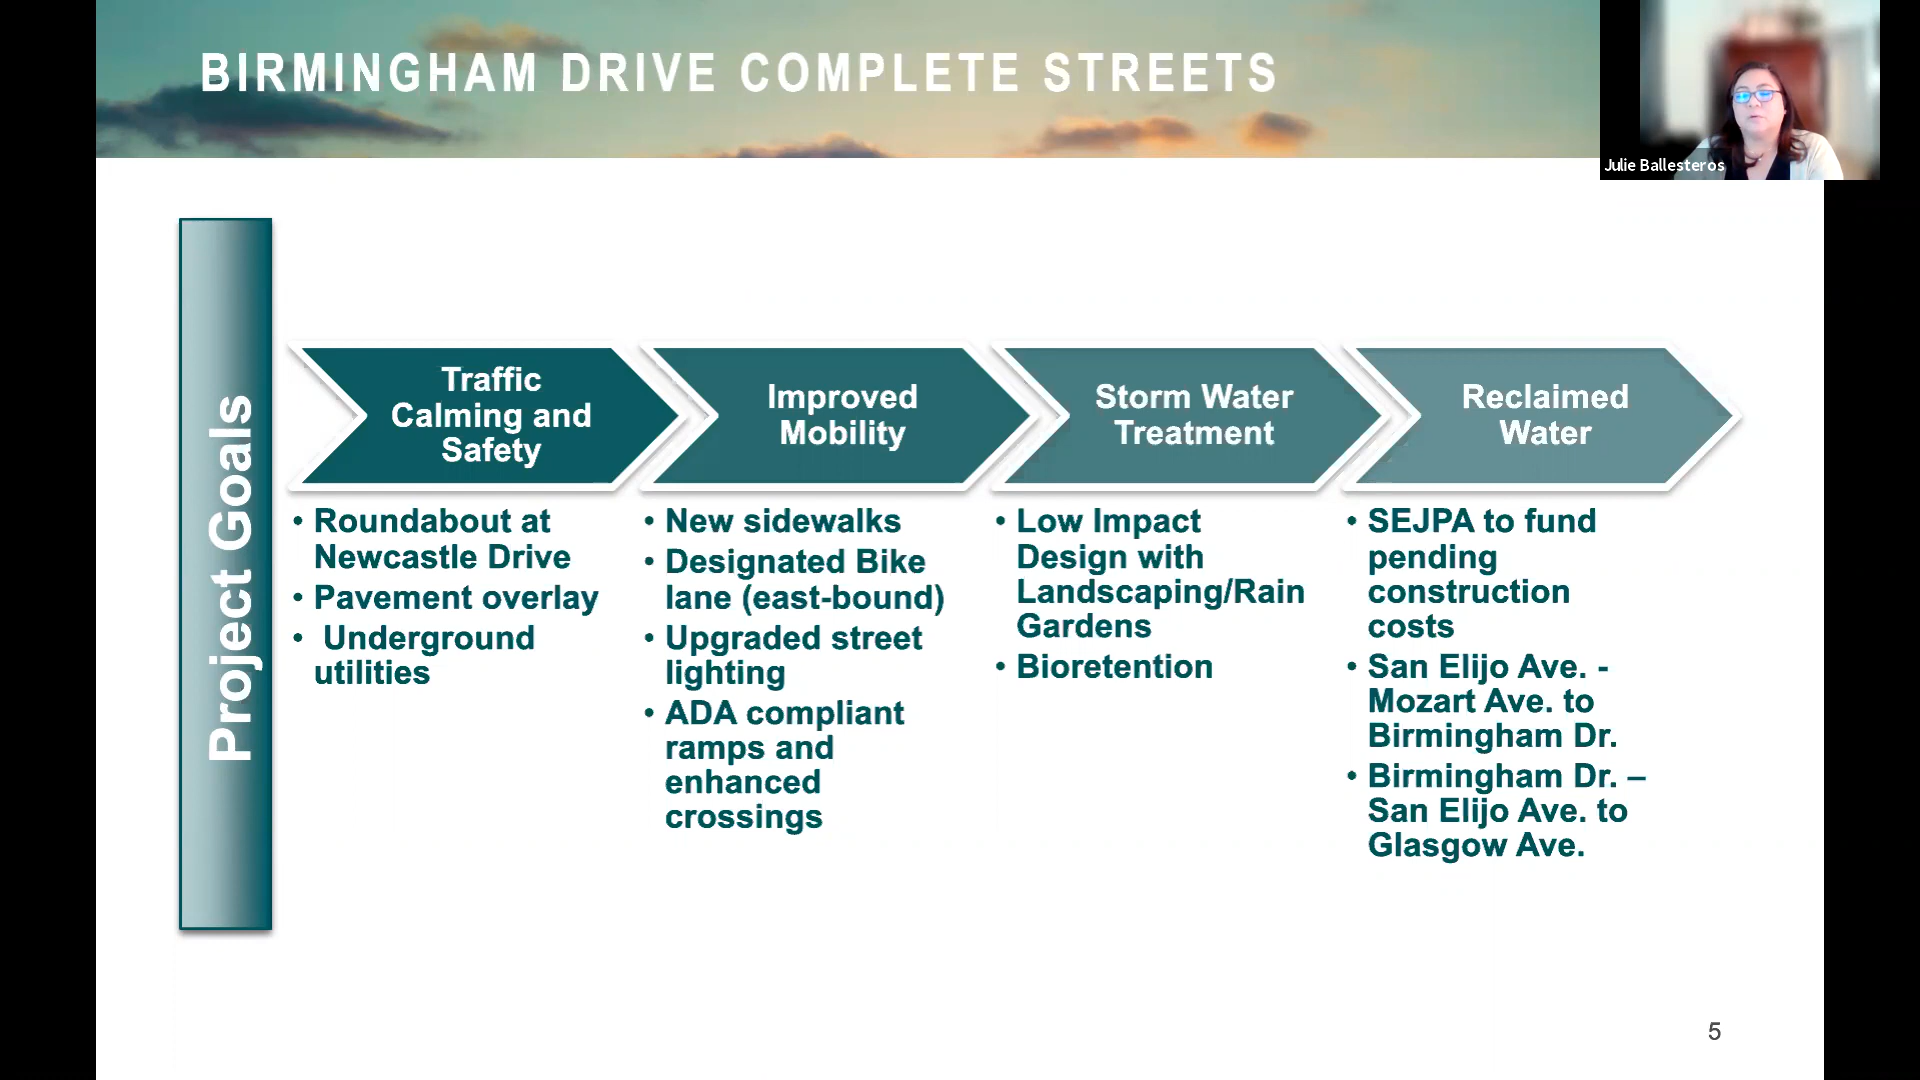 BIRMINGHAM DRIVE COMPLETE STREETS
Julie Ballesteros
Project Goals
Traffic
Calming and
Safety
• Roundabout at
Newcastle Drive
• Pavement overlay
• Underground
utilities
Improved
Mobility
• New sidewalks
• Designated Bike
lane (east-bound)
• Upgraded street
lighting
• ADA compliant
ramps and
enhanced
crossings
Storm Water
Treatment
• Low Impact
Design with
Landscaping/Rain
Gardens
• Bioretention
Reclaimed
Water
• SEJPA to fund
pending
construction
costs
• San Elijo Ave. -
Mozart Ave. to
Birmingham Dr.
• Birmingham Dr. –
San Elijo Ave. to
Glasgow Ave.
5